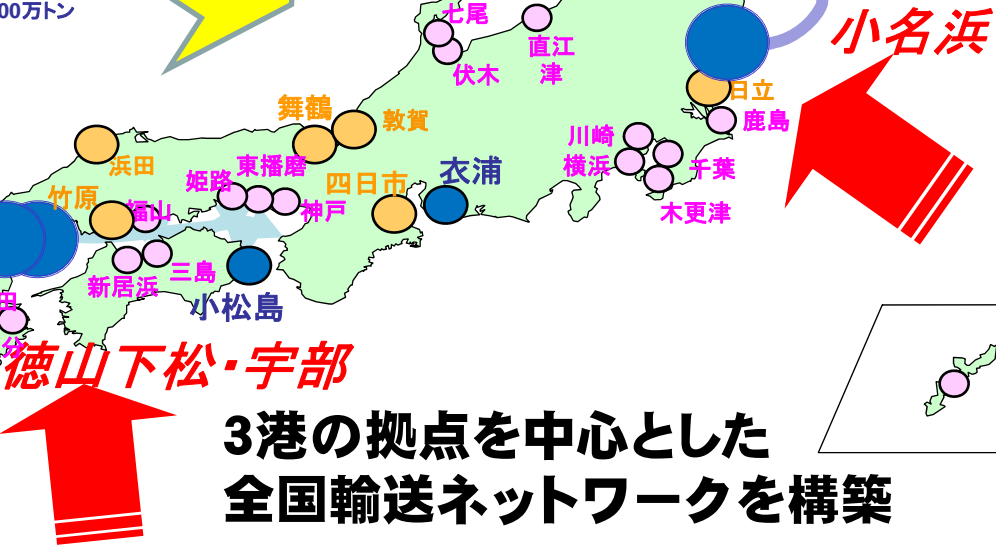 00万トン
七尾
直江
津
伏木
小名浜
日立
舞鶴
敦賀
鹿島
川崎
浜田
東播磨
横浜
千葉
姫路
四日市
衣浦
竹原
福山
神戸
木更津
三島
新居浜
小松島
田
分
徳山下松・宇部
3港の拠点を中心とした
全国輸送ネットワークを構築